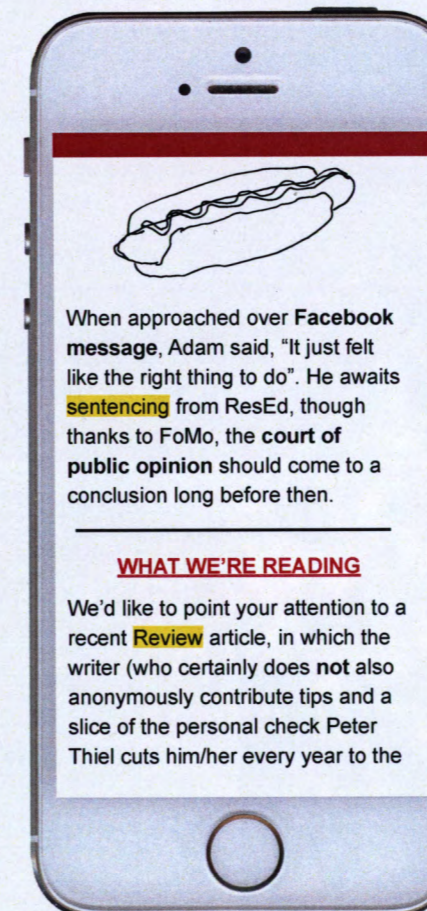 When approached over Facebook
message, Adam said, “It just felt
like the right thing to do”. He awaits
sentencing from ResEd, though
thanks to FoMo, the court of
public opinion should come to a
conclusion long before then.
WHAT WE’RE READING
We’d like to point your attention to a
recent Review article, in which the
writer (who certainly does not also
anonymously contribute tips and a
slice of the personal check Peter
Thiel cuts him/her every year to the